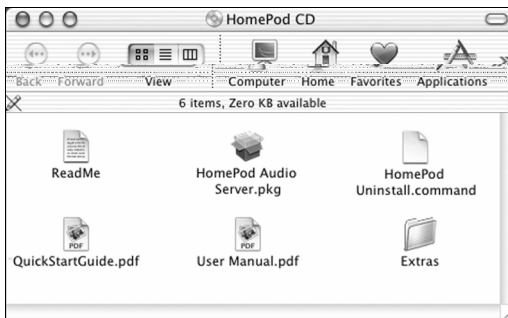 HomePod CD
Back Forward View Computer Home Favorites Applications
6 items, Zero KB available
ReadMe
HomePod Audio Server.pkg
HomePod Uninstall.command
PDF
QuickStartGuide.pdf
PDF
User Manual.pdf
Extras